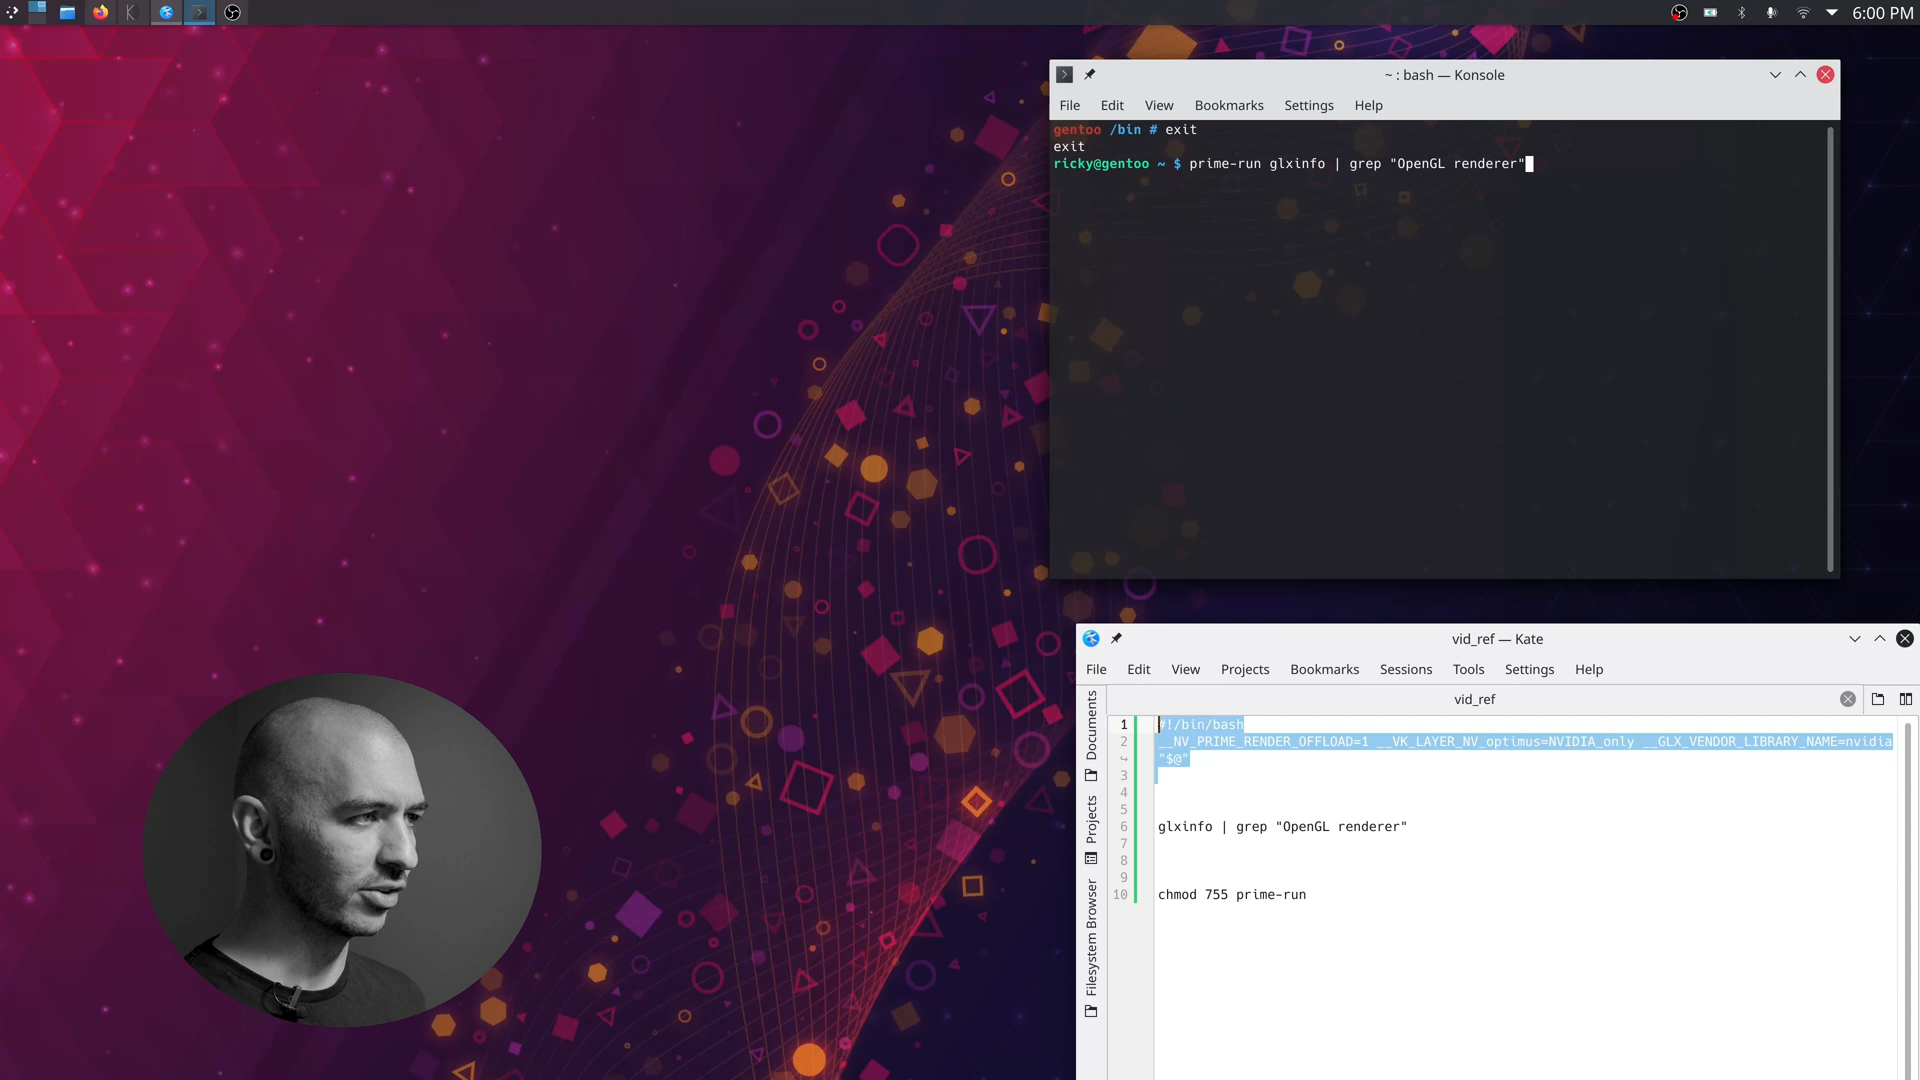 6:00 PM
~ : bash — Konsole
File Edit View Bookmarks Settings Help
gentoo /bin # exit
exit
ricky@gentoo ~ $ prime-run glxinfo | grep "OpenGL renderer"
vid_ref — Kate
File Edit View Projects Bookmarks Sessions Tools Settings Help
vid_ref
Documents
Projects
Filesystem Browser
1 #!/bin/bash
2 __NV_PRIME_RENDER_OFFLOAD=1 __VK_LAYER_NV_optimus=NVIDIA_only __GLX_VENDOR_LIBRARY_NAME=nvidia
"$@"
3
4
5
6 glxinfo | grep "OpenGL renderer"
7
8
9
10 chmod 755 prime-run